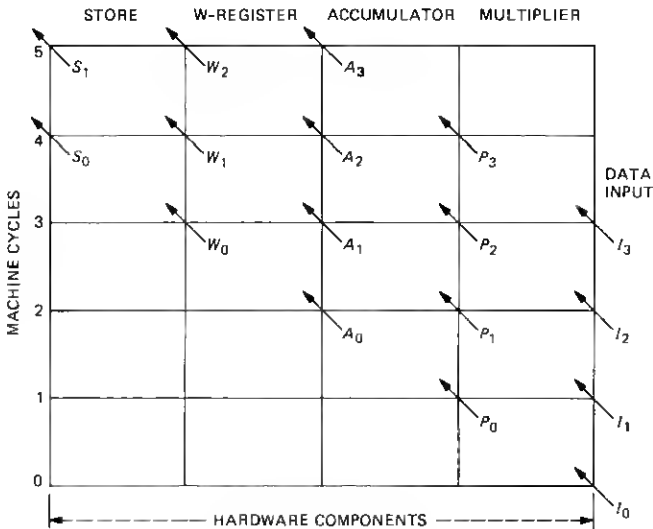 STORE W-REGISTER ACCUMULATOR MULTIPLIER
5
S1 W2 A3
4
S0 W1 A2 P3
DATA
INPUT
3
W0 A1 P2 I3
MACHINE CYCLES
2
A0 P1 I2
1
P0 I1
0
I0
HARDWARE COMPONENTS